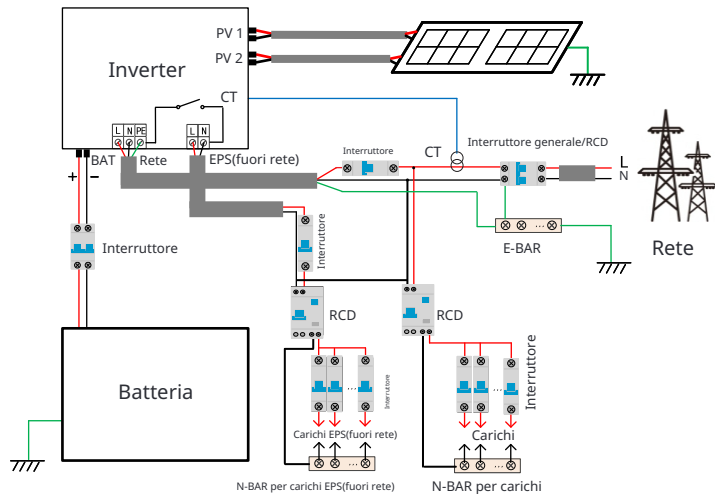 PV 1
PV 2
Inverter
CT
L N PE
L N
BAT
Rete
EPS(fuori rete)
+
−
Interruttore
CT
Interruttore generale/RCD
L
N
Rete
E-BAR
Interruttore
Interruttore
RCD
RCD
Batteria
Interruttore
Interruttore
Carichi EPS(fuori rete)
Carichi
N-BAR per carichi EPS(fuori rete)
N-BAR per carichi